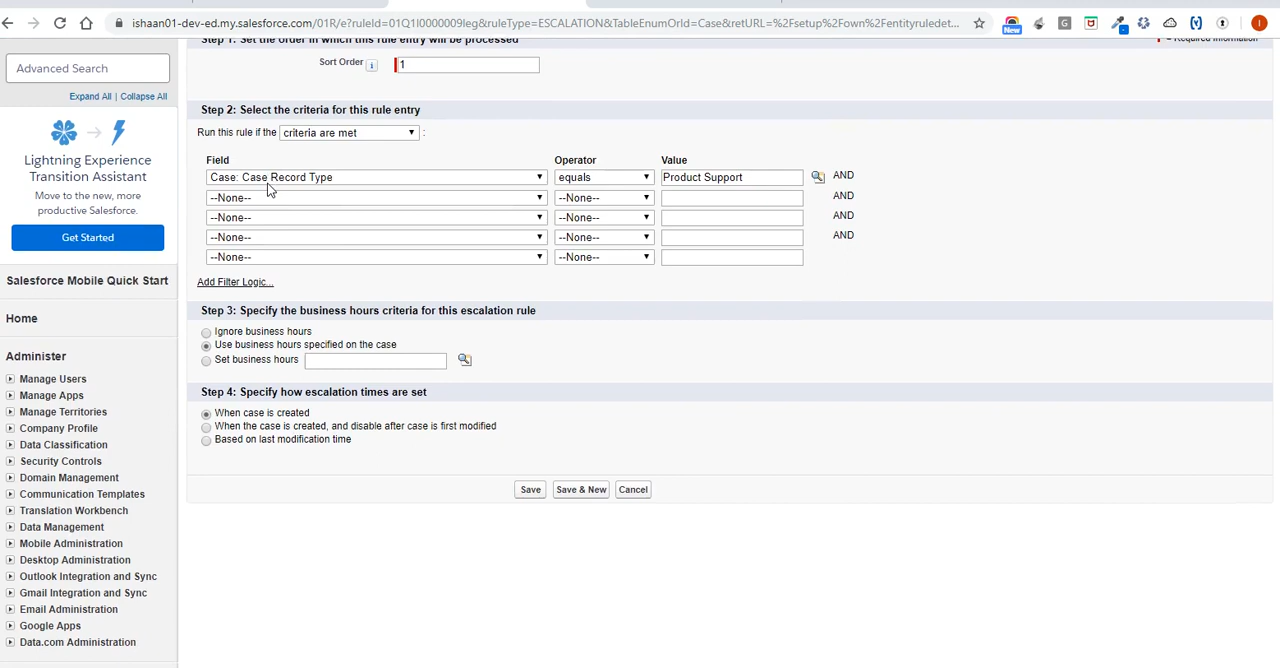 ishaan01-dev-ed.my.salesforce.com/01R/e?ruleId=01Q1I0000009leg&ruleType=ESCALATION&TableEnumOrId=Case&retURL=%2Fsetup%2Fown%2Fentityruledet...
New
Step 1: Set the order in which this rule entry will be processed
= Required Information
Advanced Search
Expand All | Collapse All
Lightning Experience
Transition Assistant
Move to the new, more
productive Salesforce.
Get Started
Salesforce Mobile Quick Start
Home
Administer
Manage Users
Manage Apps
Manage Territories
Company Profile
Data Classification
Security Controls
Domain Management
Communication Templates
Translation Workbench
Data Management
Mobile Administration
Desktop Administration
Outlook Integration and Sync
Gmail Integration and Sync
Email Administration
Google Apps
Data.com Administration
Sort Order i 1
Step 2: Select the criteria for this rule entry
Run this rule if the criteria are met :
Field Operator Value
Case: Case Record Type equals Product Support AND
--None-- --None-- AND
--None-- --None-- AND
--None-- --None-- AND
--None-- --None--
Add Filter Logic...
Step 3: Specify the business hours criteria for this escalation rule
Ignore business hours
Use business hours specified on the case
Set business hours
Step 4: Specify how escalation times are set
When case is created
When the case is created, and disable after case is first modified
Based on last modification time
Save Save & New Cancel